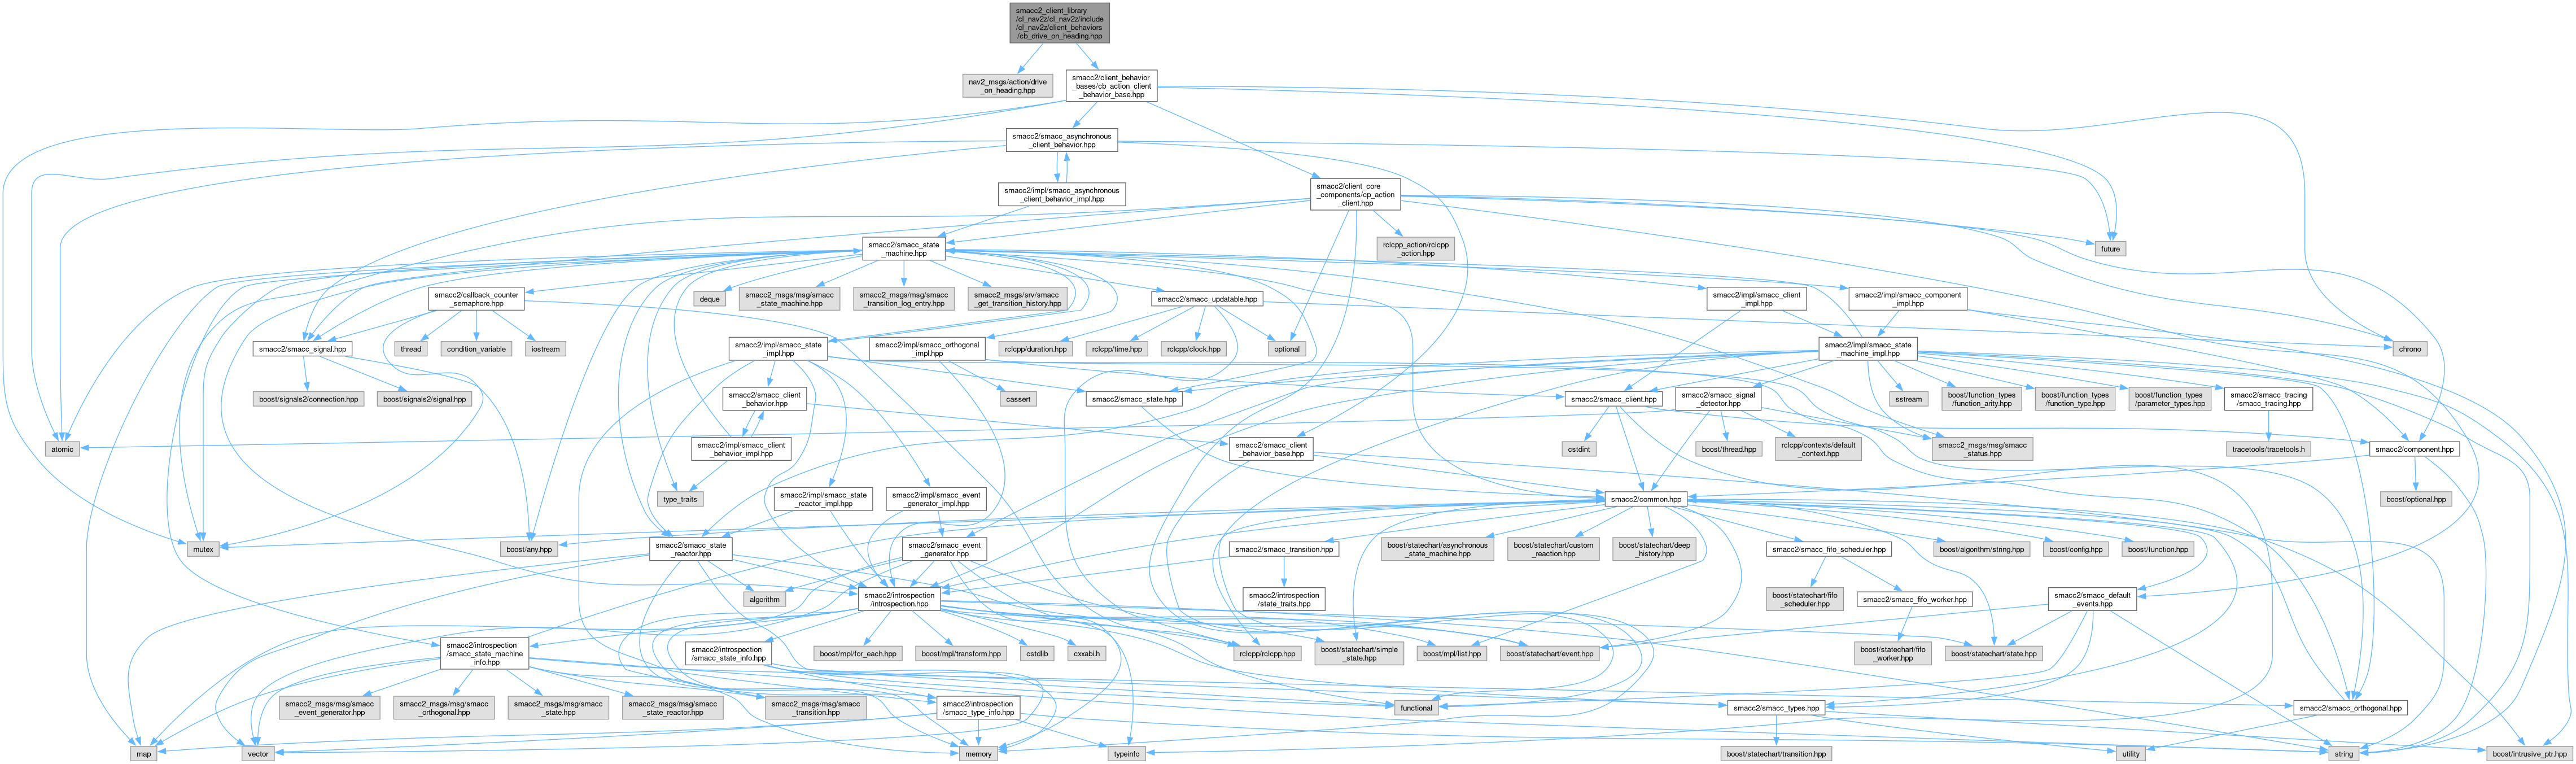 smacc2_client_library
/cl_nav2z/cl_nav2z/include
/cl_nav2z/client_behaviors
/cb_drive_on_heading.hpp
nav2_msgs/action/drive
_on_heading.hpp
smacc2/client_behavior
_bases/cb_action_client
_behavior_base.hpp
smacc2/smacc_asynchronous
_client_behavior.hpp
smacc2/impl/smacc_asynchronous
_client_behavior_impl.hpp
smacc2/client_core
_components/cp_action
_client.hpp
smacc2/smacc_state
_machine.hpp
rclcpp_action/rclcpp
_action.hpp
future
smacc2/callback_counter
_semaphore.hpp
deque
smacc2_msgs/msg/smacc
_state_machine.hpp
smacc2_msgs/msg/smacc
_transition_log_entry.hpp
smacc2_msgs/srv/smacc
_get_transition_history.hpp
smacc2/smacc_updatable.hpp
smacc2/impl/smacc_client
_impl.hpp
smacc2/impl/smacc_component
_impl.hpp
smacc2/smacc_signal.hpp
thread
condition_variable
iostream
smacc2/impl/smacc_state
_impl.hpp
smacc2/impl/smacc_orthogonal
_impl.hpp
rclcpp/duration.hpp
rclcpp/time.hpp
rclcpp/clock.hpp
optional
smacc2/impl/smacc_state
_machine_impl.hpp
chrono
boost/signals2/connection.hpp
boost/signals2/signal.hpp
smacc2/smacc_client
_behavior.hpp
cassert
smacc2/smacc_state.hpp
smacc2/smacc_client.hpp
smacc2/smacc_signal
_detector.hpp
sstream
boost/function_types
/function_arity.hpp
boost/function_types
/function_type.hpp
boost/function_types
/parameter_types.hpp
smacc2/smacc_tracing
/smacc_tracing.hpp
atomic
smacc2/impl/smacc_client
_behavior_impl.hpp
smacc2/smacc_client
_behavior_base.hpp
cstdint
boost/thread.hpp
rclcpp/contexts/default
_context.hpp
smacc2_msgs/msg/smacc
_status.hpp
tracetools/tracetools.h
smacc2/component.hpp
type_traits
smacc2/impl/smacc_state
_reactor_impl.hpp
smacc2/impl/smacc_event
_generator_impl.hpp
smacc2/common.hpp
boost/optional.hpp
mutex
boost/any.hpp
smacc2/smacc_state
_reactor.hpp
smacc2/smacc_event
_generator.hpp
smacc2/smacc_transition.hpp
boost/statechart/asynchronous
_state_machine.hpp
boost/statechart/custom
_reaction.hpp
boost/statechart/deep
_history.hpp
smacc2/smacc_fifo_scheduler.hpp
boost/algorithm/string.hpp
boost/config.hpp
boost/function.hpp
algorithm
smacc2/introspection
/introspection.hpp
smacc2/introspection
/state_traits.hpp
boost/statechart/fifo
_scheduler.hpp
smacc2/smacc_fifo_worker.hpp
smacc2/smacc_default
_events.hpp
smacc2/introspection
/smacc_state_machine
_info.hpp
smacc2/introspection
/smacc_state_info.hpp
boost/mpl/for_each.hpp
boost/mpl/transform.hpp
cstdlib
cxxabi.h
rclcpp/rclcpp.hpp
boost/statechart/simple
_state.hpp
boost/mpl/list.hpp
boost/statechart/event.hpp
boost/statechart/fifo
_worker.hpp
boost/statechart/state.hpp
smacc2_msgs/msg/smacc
_event_generator.hpp
smacc2_msgs/msg/smacc
_orthogonal.hpp
smacc2_msgs/msg/smacc
_state.hpp
smacc2_msgs/msg/smacc
_state_reactor.hpp
smacc2_msgs/msg/smacc
_transition.hpp
smacc2/introspection
/smacc_type_info.hpp
functional
smacc2/smacc_types.hpp
smacc2/smacc_orthogonal.hpp
map
vector
memory
typeinfo
boost/statechart/transition.hpp
utility
string
boost/intrusive_ptr.hpp